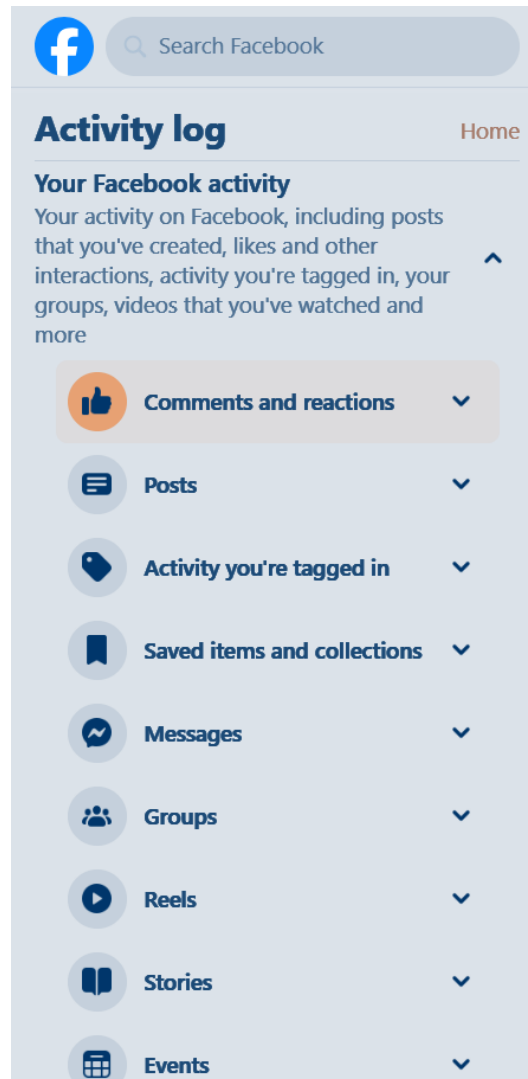 Search Facebook
Activity log
Home
Your Facebook activity
Your activity on Facebook, including posts
that you've created, likes and other
interactions, activity you're tagged in, your
groups, videos that you've watched and
more
Comments and reactions
Posts
Activity you're tagged in
Saved items and collections
Messages
Groups
Reels
Stories
Events